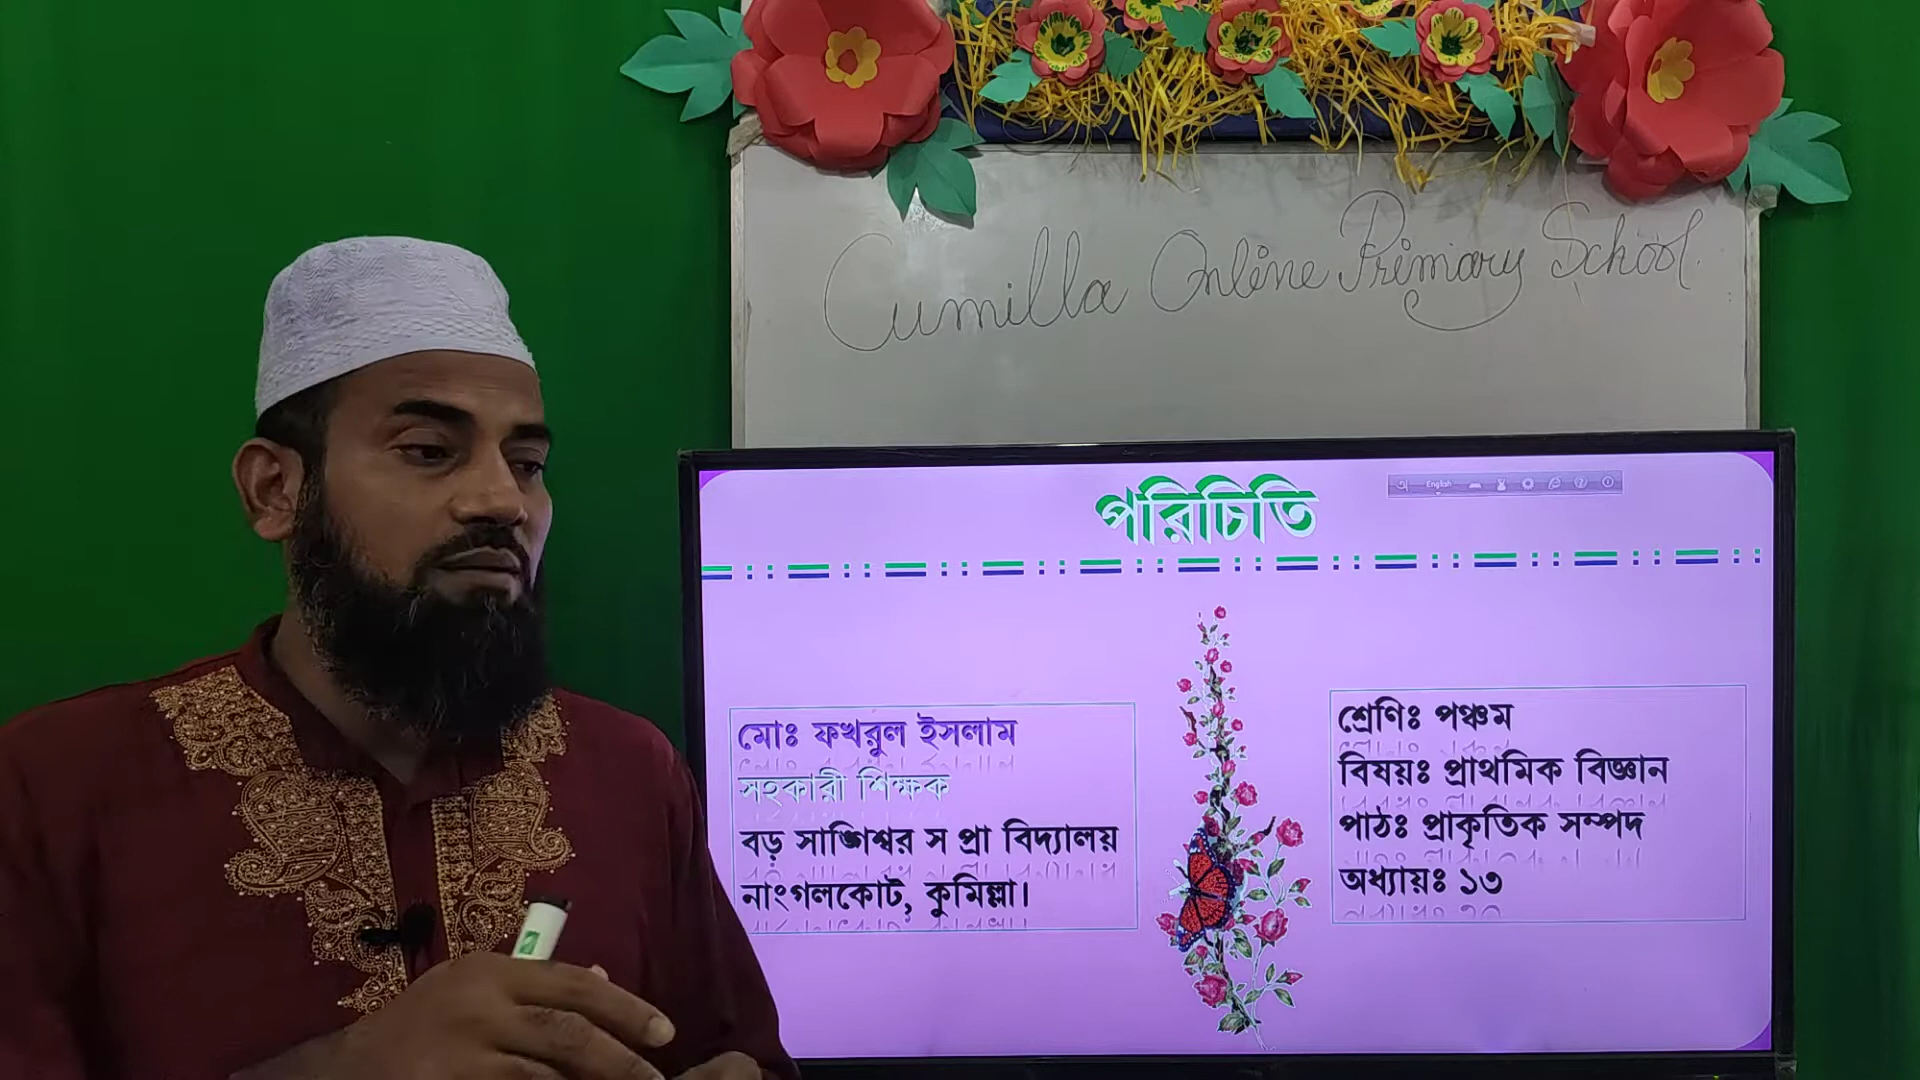 Cumilla Online Primary School.
পরিচিতি
English
মোঃ ফখরুল ইসলাম
সহকারী শিক্ষক
বড় সাঙ্গিশ্বর স প্রা বিদ্যালয়
নাংগলকোট, কুমিল্লা।
শ্রেণিঃ পঞ্চম
বিষয়ঃ প্রাথমিক বিজ্ঞান
পাঠঃ প্রাকৃতিক সম্পদ
অধ্যায়ঃ ১৩